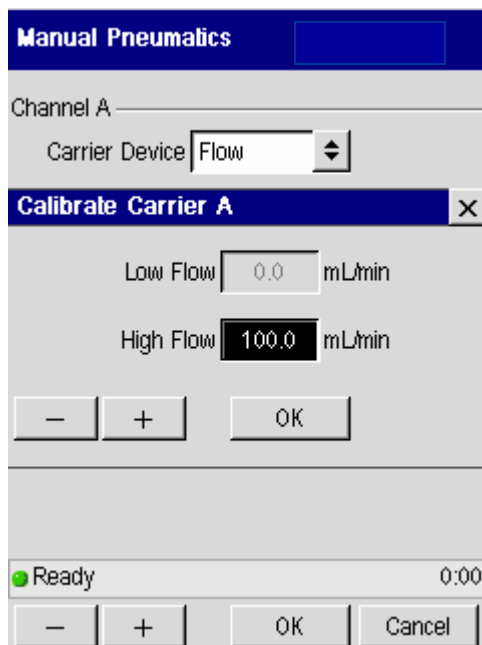 Manual Pneumatics
Channel A
Carrier Device Flow
Calibrate Carrier A ×
Low Flow 0.0 mL/min
High Flow 100.0 mL/min
− + OK
Ready 0:00
− + OK Cancel